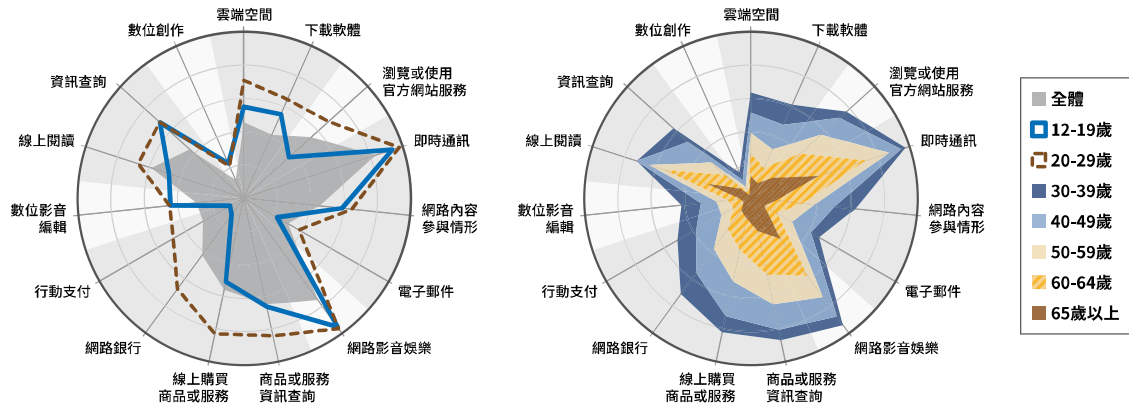 雲端空間
下載軟體
瀏覽或使用
官方網站服務
即時通訊
網路內容
參與情形
電子郵件
網路影音娛樂
商品或服務
資訊查詢
線上購買
商品或服務
網路銀行
行動支付
數位影音
編輯
線上閱讀
資訊查詢
數位創作
雲端空間
下載軟體
瀏覽或使用
官方網站服務
即時通訊
網路內容
參與情形
電子郵件
網路影音娛樂
商品或服務
資訊查詢
線上購買
商品或服務
網路銀行
行動支付
數位影音
編輯
線上閱讀
資訊查詢
數位創作
全體
12-19歲
20-29歲
30-39歲
40-49歲
50-59歲
60-64歲
65歲以上